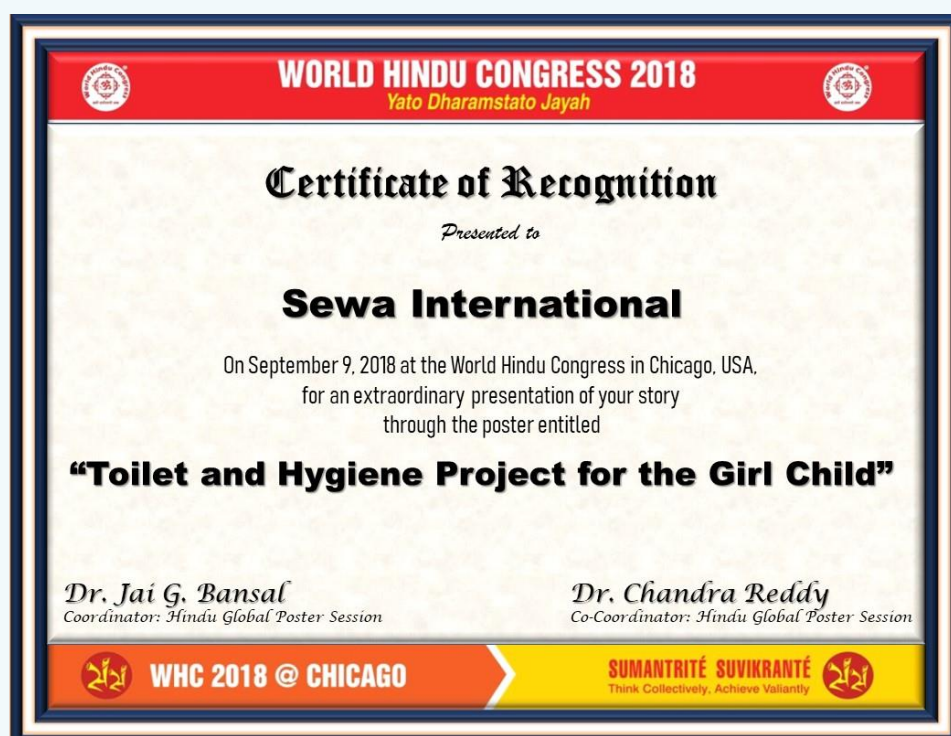 WORLD HINDU CONGRESS 2018
Yato Dharamstato Jayah
Certificate of Recognition
Presented to
Sewa International
On September 9, 2018 at the World Hindu Congress in Chicago, USA,
for an extraordinary presentation of your story
through the poster entitled
“Toilet and Hygiene Project for the Girl Child”
Dr. Jai G. Bansal
Coordinator: Hindu Global Poster Session
Dr. Chandra Reddy
Co-Coordinator: Hindu Global Poster Session
WHC 2018 @ CHICAGO
SUMANTRITÉ SUVIKRANTÉ
Think Collectively, Achieve Valiantly